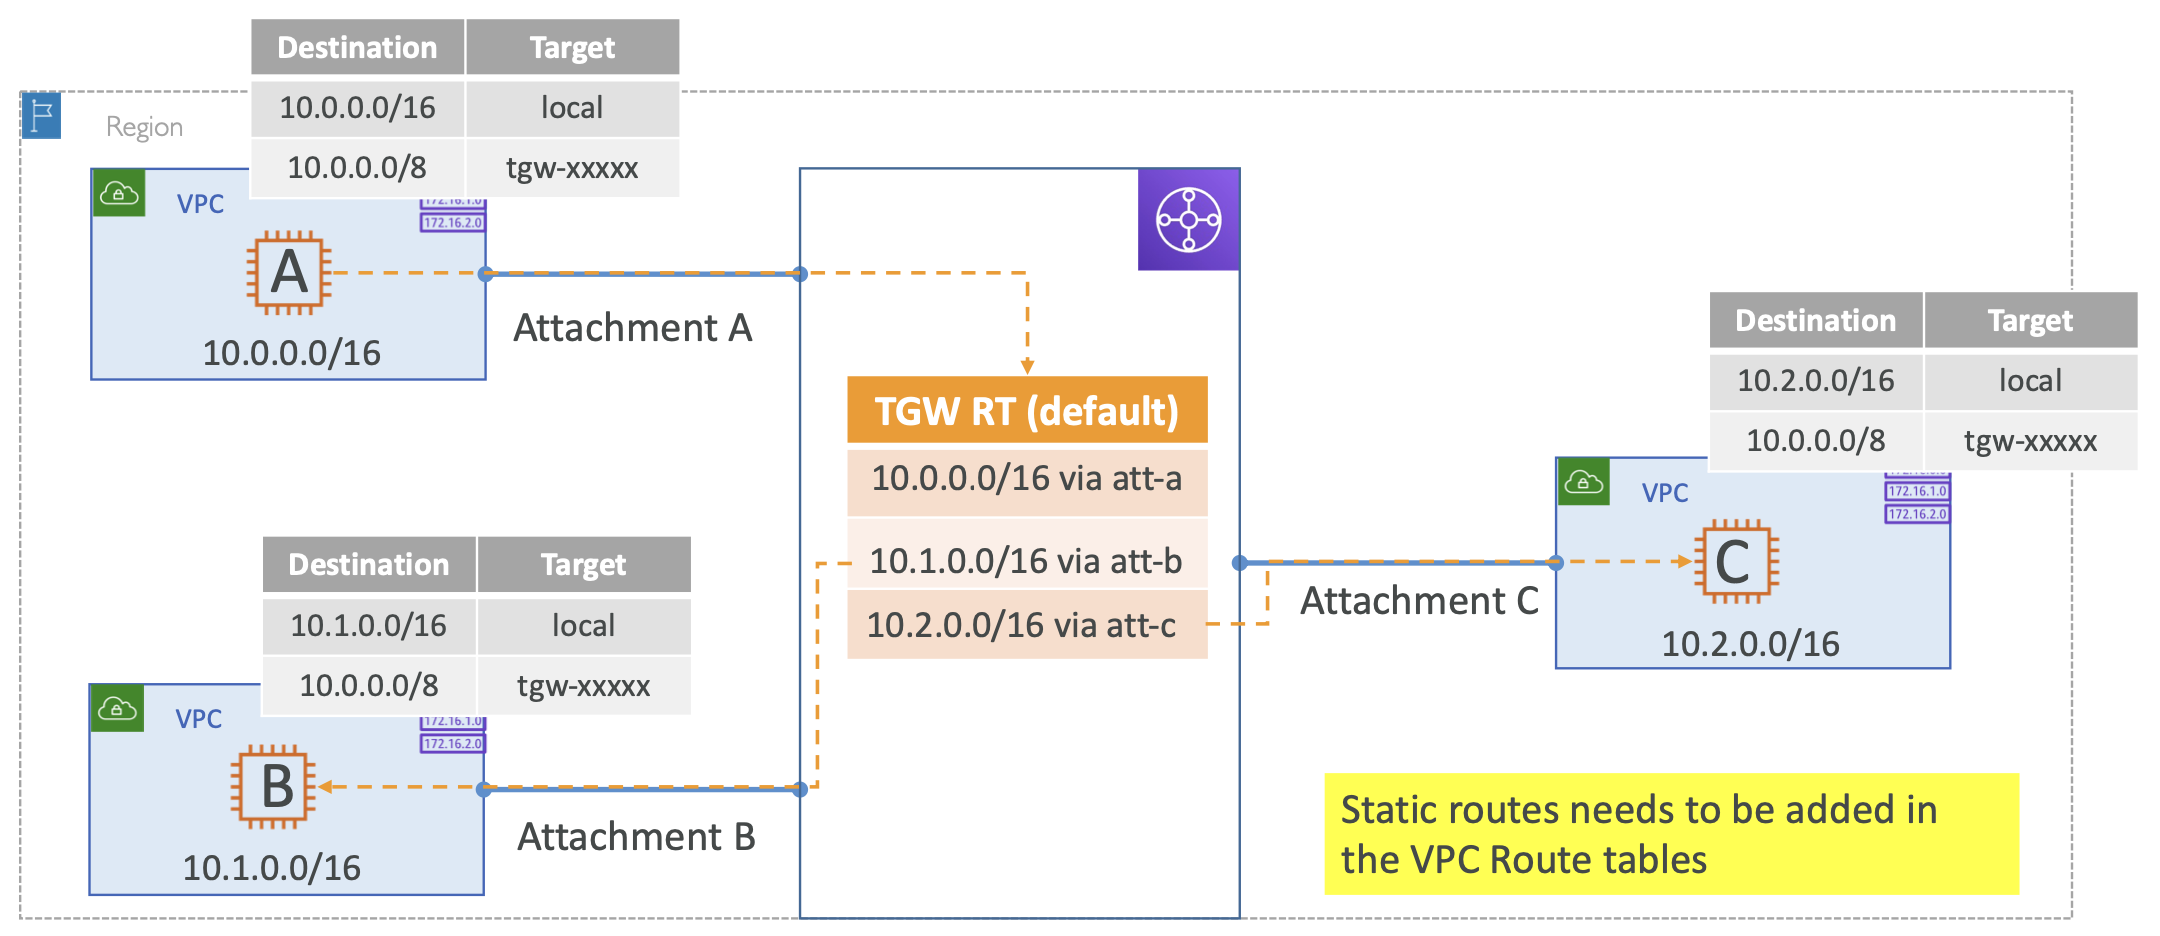 Destination Target
10.0.0.0/16 local
10.0.0.0/8 tgw-xxxxx
Region
VPC
172.16.1.0
172.16.2.0
A
10.0.0.0/16
Attachment A
TGW RT (default)
10.0.0.0/16 via att-a
10.1.0.0/16 via att-b
10.2.0.0/16 via att-c
Destination Target
10.1.0.0/16 local
10.0.0.0/8 tgw-xxxxx
VPC
172.16.1.0
172.16.2.0
B
10.1.0.0/16
Attachment B
Destination Target
10.2.0.0/16 local
10.0.0.0/8 tgw-xxxxx
VPC
172.16.1.0
172.16.2.0
C
10.2.0.0/16
Attachment C
Static routes needs to be added in
the VPC Route tables